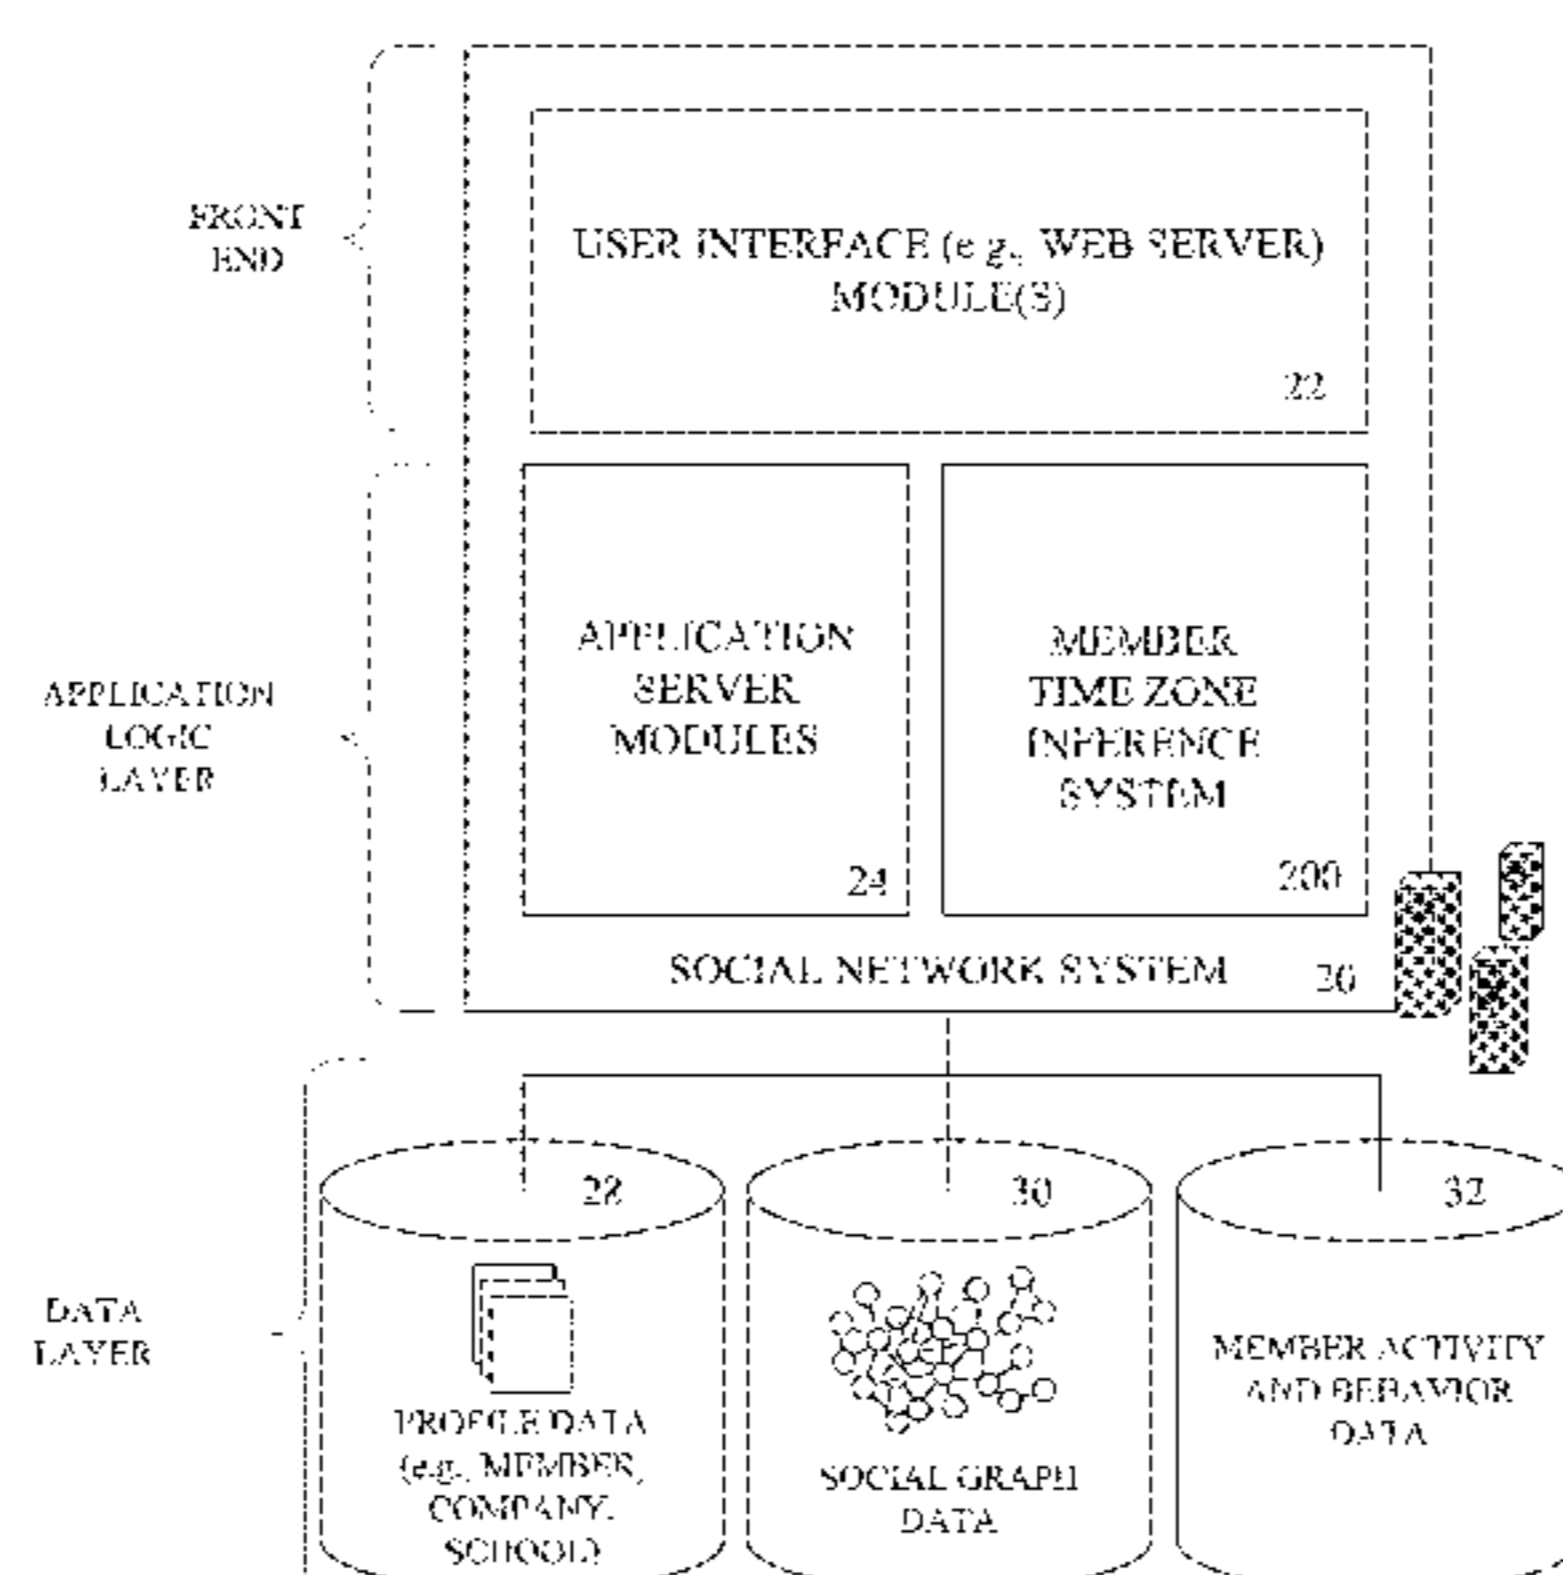 FRONT
END
USER INTERFACE (e.g., WEB SERVER)
MODULE(S)
22
APPLICATION
LOGIC
LAYER
APPLICATION
SERVER
MODULES
24
MEMBER
TIME ZONE
INFERENCE
SYSTEM
200
SOCIAL NETWORK SYSTEM
20
DATA
LAYER
28
PROFILE DATA
(e.g., MEMBER,
COMPANY,
SCHOOL)
30
SOCIAL GRAPH
DATA
32
MEMBER ACTIVITY
AND BEHAVIOR
DATA